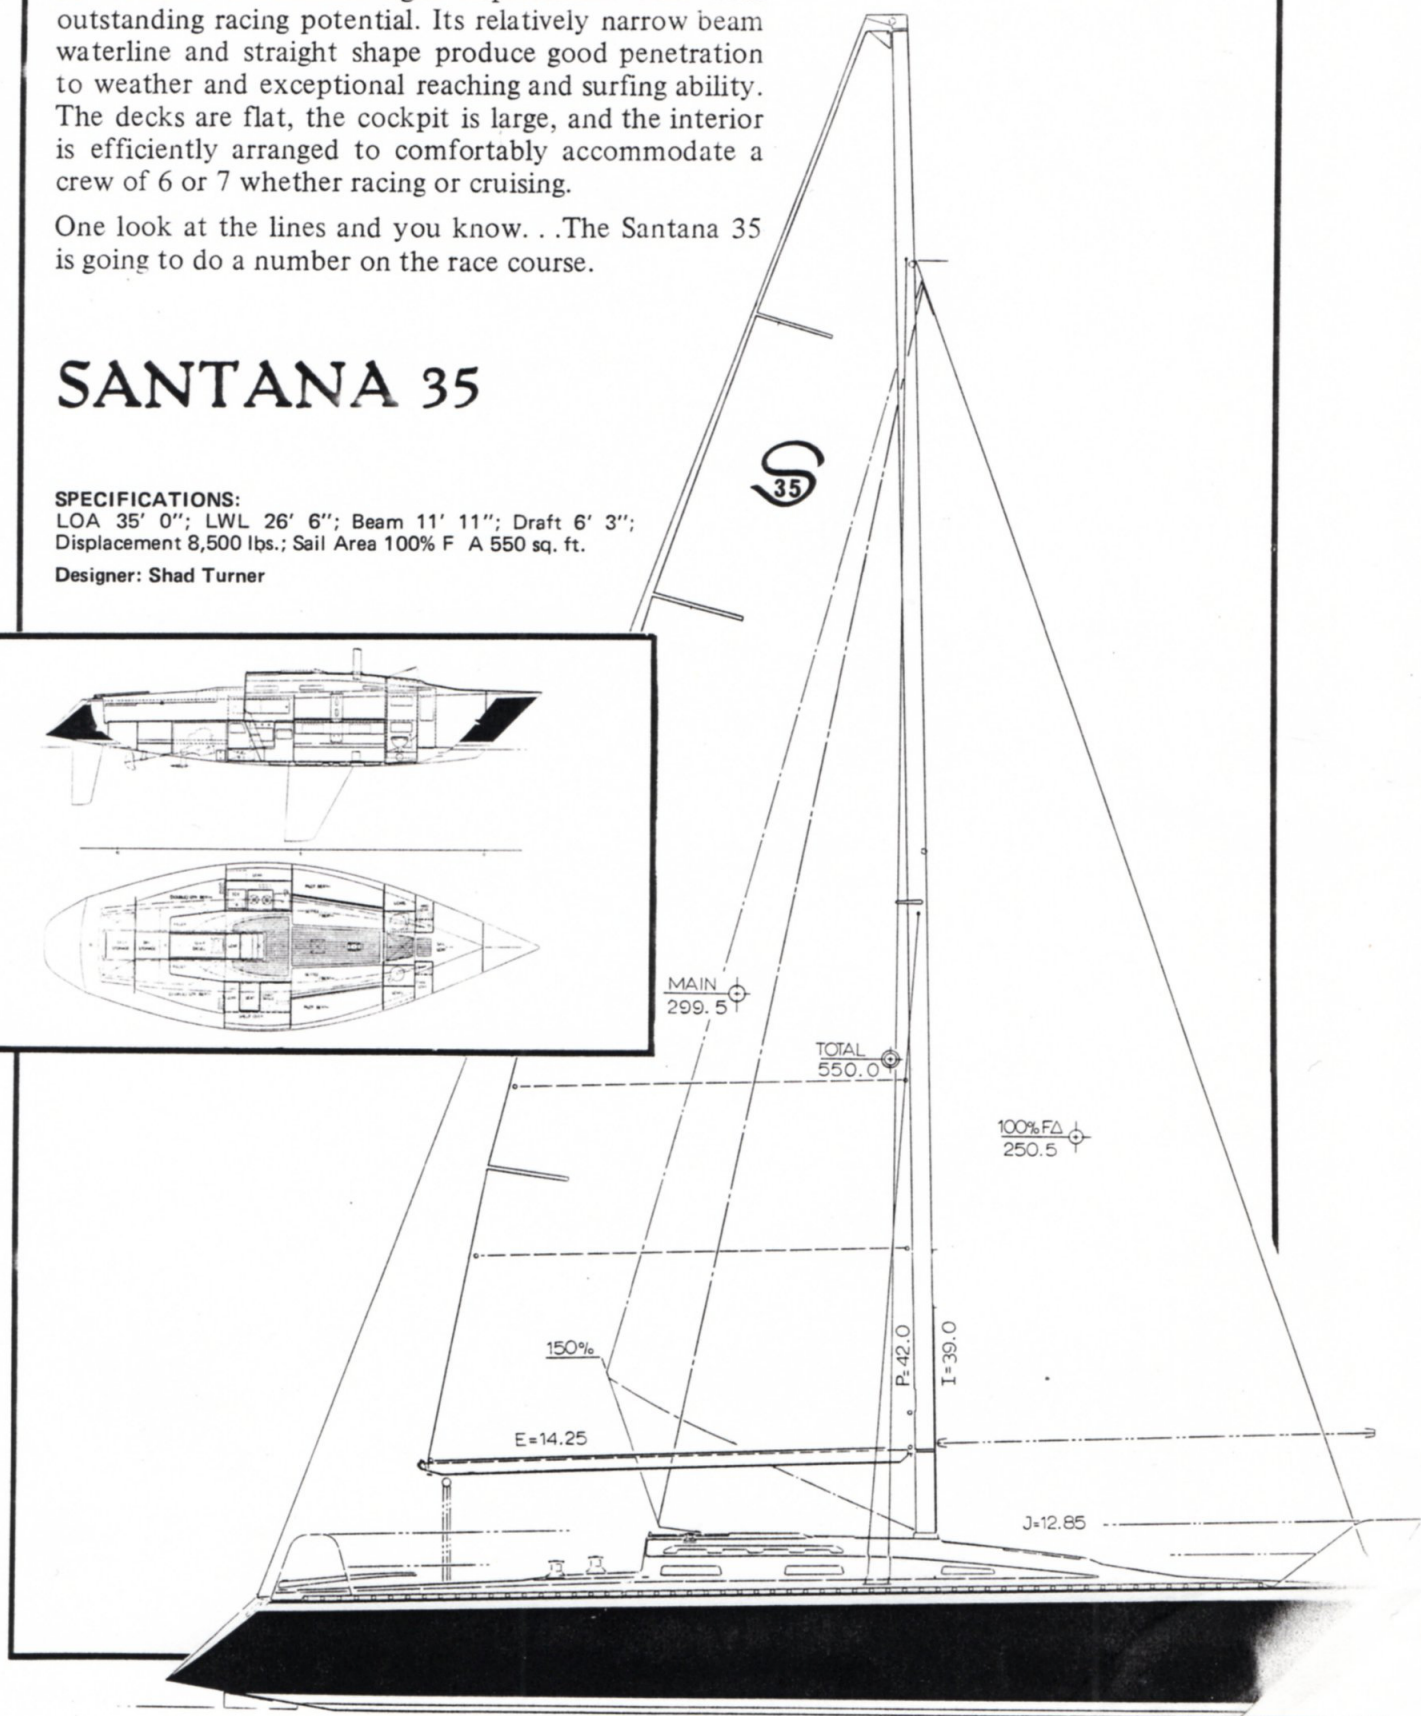 outstanding racing potential. Its relatively narrow beam
waterline and straight shape produce good penetration
to weather and exceptional reaching and surfing ability.
The decks are flat, the cockpit is large, and the interior
is efficiently arranged to comfortably accommodate a
crew of 6 or 7 whether racing or cruising.
One look at the lines and you know. . .The Santana 35
is going to do a number on the race course.
SANTANA 35
SPECIFICATIONS:
LOA 35' 0"; LWL 26' 6"; Beam 11' 11"; Draft 6' 3";
Displacement 8,500 lbs.; Sail Area 100% F A 550 sq. ft.
Designer: Shad Turner
S
35
MAIN
299.5
TOTAL
550.0
100%F△
250.5
150%
P=42.0
I=39.0
E=14.25
J=12.85